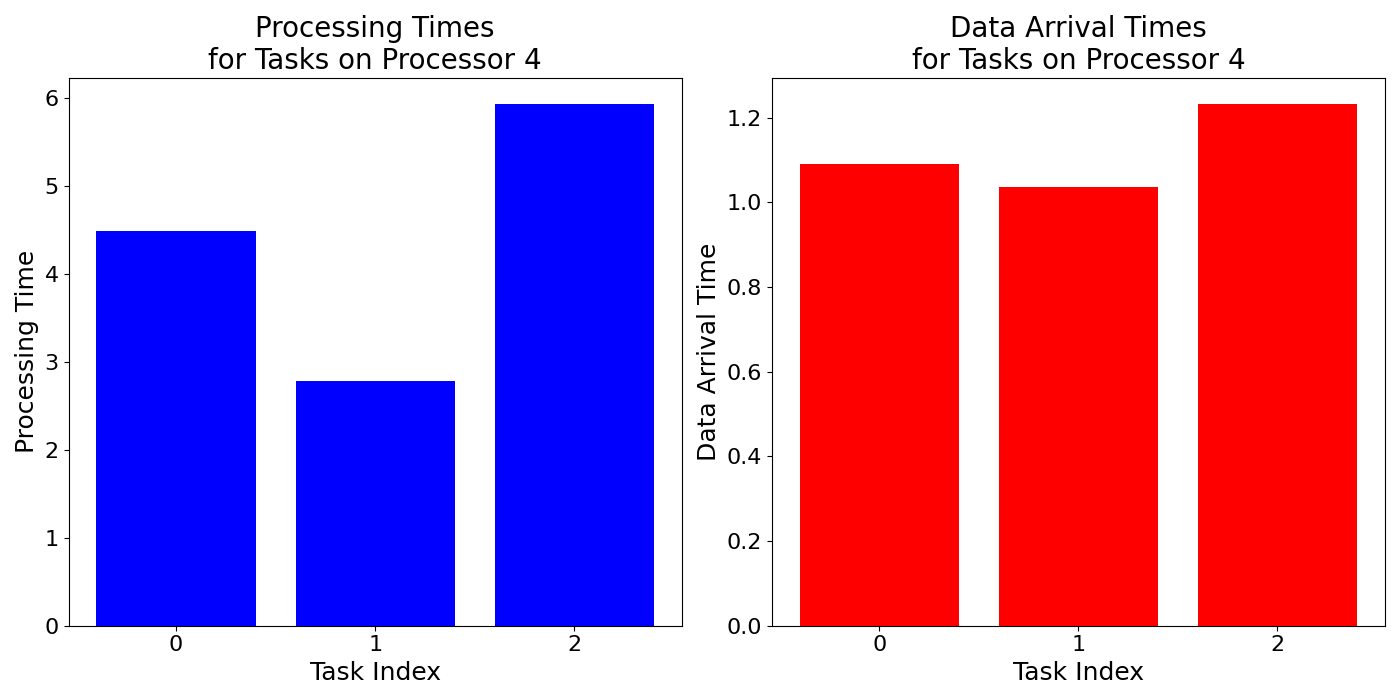 Processing Times
for Tasks on Processor 4
Processing Time
6
5
4
3
2
1
0
0 1 2
Task Index
Data Arrival Times
for Tasks on Processor 4
Data Arrival Time
1.2
1.0
0.8
0.6
0.4
0.2
0.0
0 1 2
Task Index